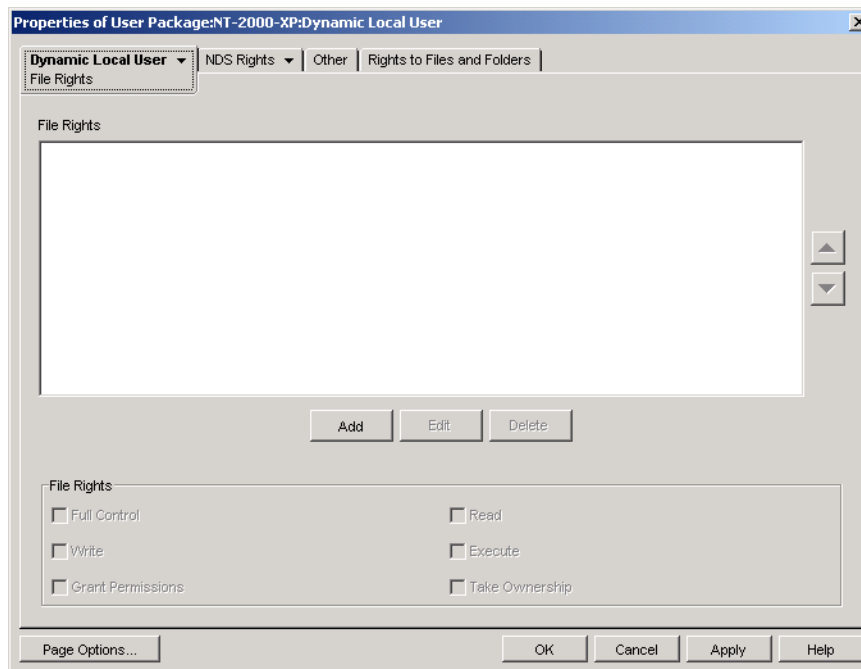 Properties of User Package:NT-2000-XP:Dynamic Local User
Dynamic Local User NDS Rights Other Rights to Files and Folders
File Rights
File Rights
Add Edit Delete
File Rights
Full Control Read
Write Execute
Grant Permissions Take Ownership
Page Options... OK Cancel Apply Help